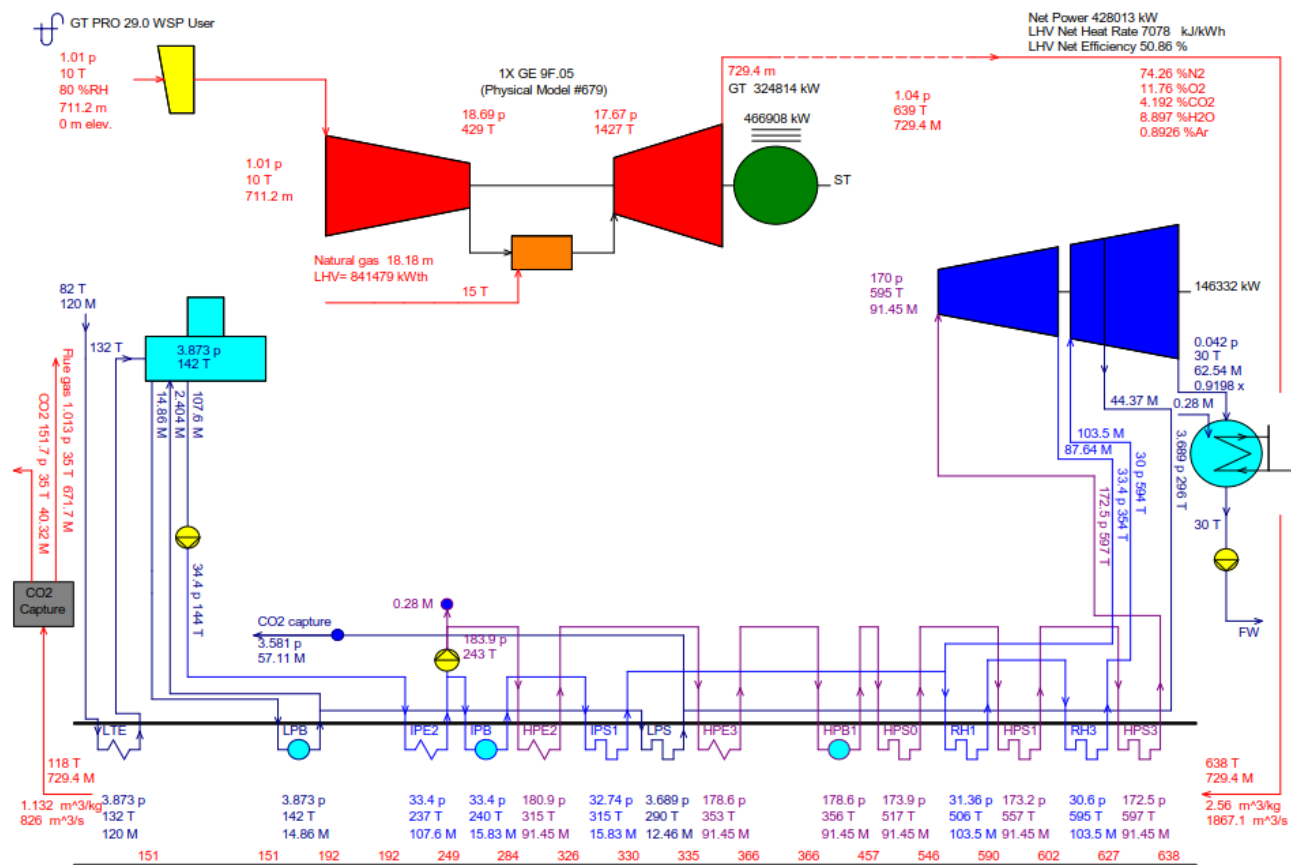 GT PRO 29.0 WSP User
Net Power 428013 kW
LHV Net Heat Rate 7078 kJ/kWh
LHV Net Efficiency 50.86 %
1.01 p
10 T
80 %RH
711.2 m
0 m elev.
1X GE 9F.05
(Physical Model #679)
18.69 p
429 T
17.67 p
1427 T
729.4 m
GT 324814 kW
466908 kW
1.04 p
639 T
729.4 M
74.26 %N2
11.76 %O2
4.192 %CO2
8.897 %H2O
0.8926 %Ar
1.01 p
10 T
711.2 m
ST
Natural gas 18.18 m
LHV= 841479 kWth
15 T
82 T
120 M
132 T
3.873 p
142 T
170 p
595 T
91.45 M
146332 kW
0.042 p
30 T
62.54 M
0.9198 x
44.37 M
0.28 M
103.5 M
87.64 M
3.689 p 296 T
30 p 594 T
33.4 p 354 T
172.5 p 597 T
30 T
FW
Flue gas 1.013 p 35 T 671.7 M
CO2 151.7 p 35 T 40.32 M
14.86 M
2.404 M
107.6 M
34.4 p 144 T
CO2
Capture
0.28 M
CO2 capture
3.581 p
57.11 M
183.9 p
243 T
LTE
LPB
IPE2
IPB
HPE2
IPS1
LPS
HPE3
HPB1
HPS0
RH1
HPS1
RH3
HPS3
118 T
729.4 M
638 T
729.4 M
1.132 m^3/kg
826 m^3/s
2.56 m^3/kg
1867.1 m^3/s
3.873 p
132 T
120 M
3.873 p
142 T
14.86 M
33.4 p
237 T
107.6 M
33.4 p
240 T
15.83 M
180.9 p
315 T
91.45 M
32.74 p
315 T
15.83 M
3.689 p
290 T
12.46 M
178.6 p
353 T
91.45 M
178.6 p
356 T
91.45 M
173.9 p
517 T
91.45 M
31.36 p
506 T
103.5 M
173.2 p
557 T
91.45 M
30.6 p
595 T
103.5 M
172.5 p
597 T
91.45 M
151 151 192 192 249 284 326 330 335 366 366 457 546 590 602 627 638